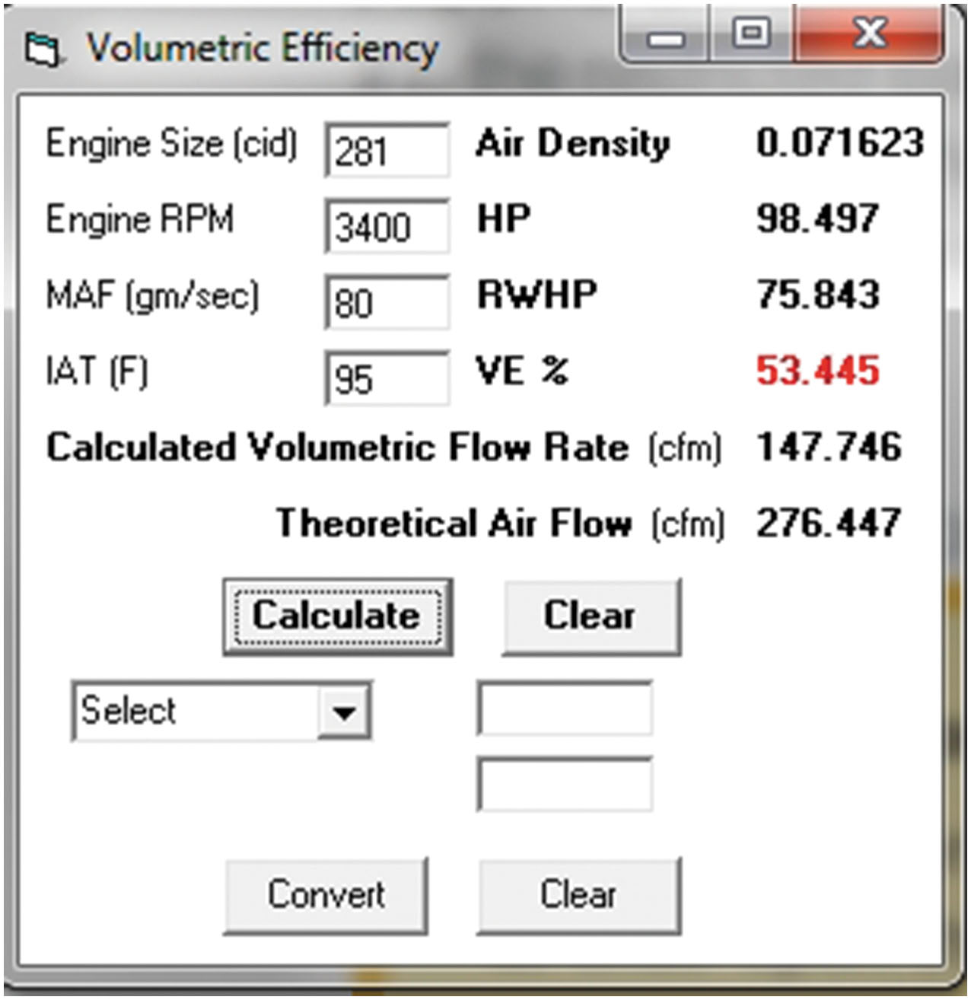 Volumetric Efficiency
Engine Size (cid) 281 Air Density 0.071623
Engine RPM 3400 HP 98.497
MAF (gm/sec) 80 RWHP 75.843
IAT (F) 95 VE % 53.445
Calculated Volumetric Flow Rate (cfm) 147.746
Theoretical Air Flow (cfm) 276.447
Calculate Clear
Select
Convert Clear